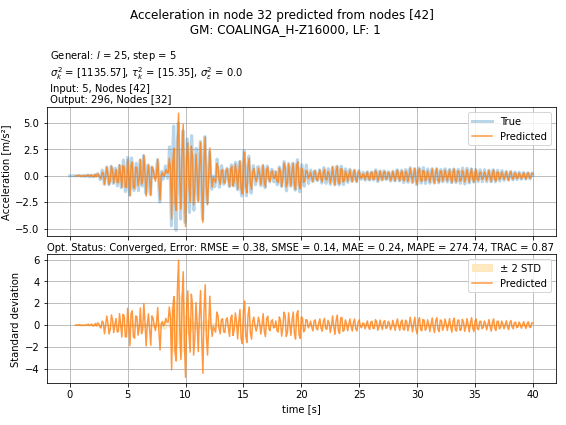 Acceleration in node 32 predicted from nodes [42]
GM: COALINGA_H-Z16000, LF: 1
General: l = 25, step = 5
σ²ₖ = [1135.57], τ²ₖ = [15.35], σ²ₑ = 0.0
Input: 5, Nodes [42]
Output: 296, Nodes [32]
5.0
2.5
0.0
−2.5
−5.0
Acceleration [m/s²]
True
Predicted
Opt. Status: Converged, Error: RMSE = 0.38, SMSE = 0.14, MAE = 0.24, MAPE = 274.74, TRAC = 0.87
6
4
2
0
−2
−4
Standard deviation
± 2 STD
Predicted
0 5 10 15 20 25 30 35 40
time [s]